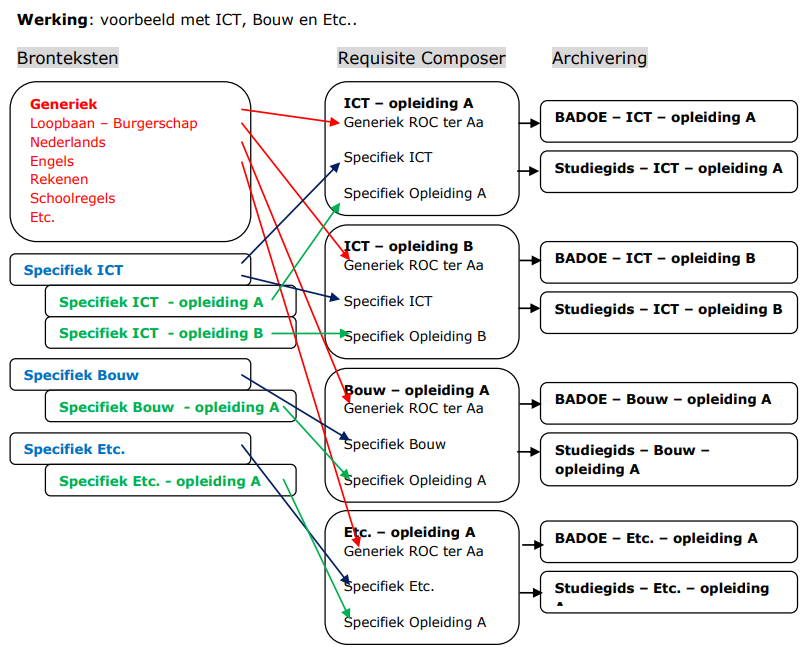 Werking: voorbeeld met ICT, Bouw en Etc..
Bronteksten
Requisite Composer
Archivering
Generiek
Loopbaan – Burgerschap
Nederlands
Engels
Rekenen
Schoolregels
Etc.
Specifiek ICT
Specifiek ICT - opleiding A
Specifiek ICT - opleiding B
Specifiek Bouw
Specifiek Bouw - opleiding A
Specifiek Etc.
Specifiek Etc. - opleiding A
ICT – opleiding A
Generiek ROC ter Aa
Specifiek ICT
Specifiek Opleiding A
ICT – opleiding B
Generiek ROC ter Aa
Specifiek ICT
Specifiek Opleiding B
Bouw – opleiding A
Generiek ROC ter Aa
Specifiek Bouw
Specifiek Opleiding A
Etc. – opleiding A
Generiek ROC ter Aa
Specifiek Etc.
Specifiek Opleiding A
BADOE – ICT – opleiding A
Studiegids – ICT – opleiding A
BADOE – ICT – opleiding B
Studiegids – ICT – opleiding B
BADOE – Bouw – opleiding A
Studiegids – Bouw –
opleiding A
BADOE – Etc. – opleiding A
Studiegids – Etc. – opleiding